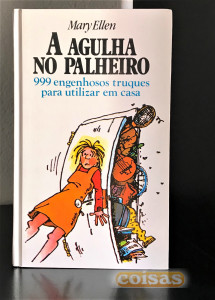 Mary Ellen
A AGULHA
NO PALHEIRO
999 engenhosos truques
para utilizar em casa
coisas